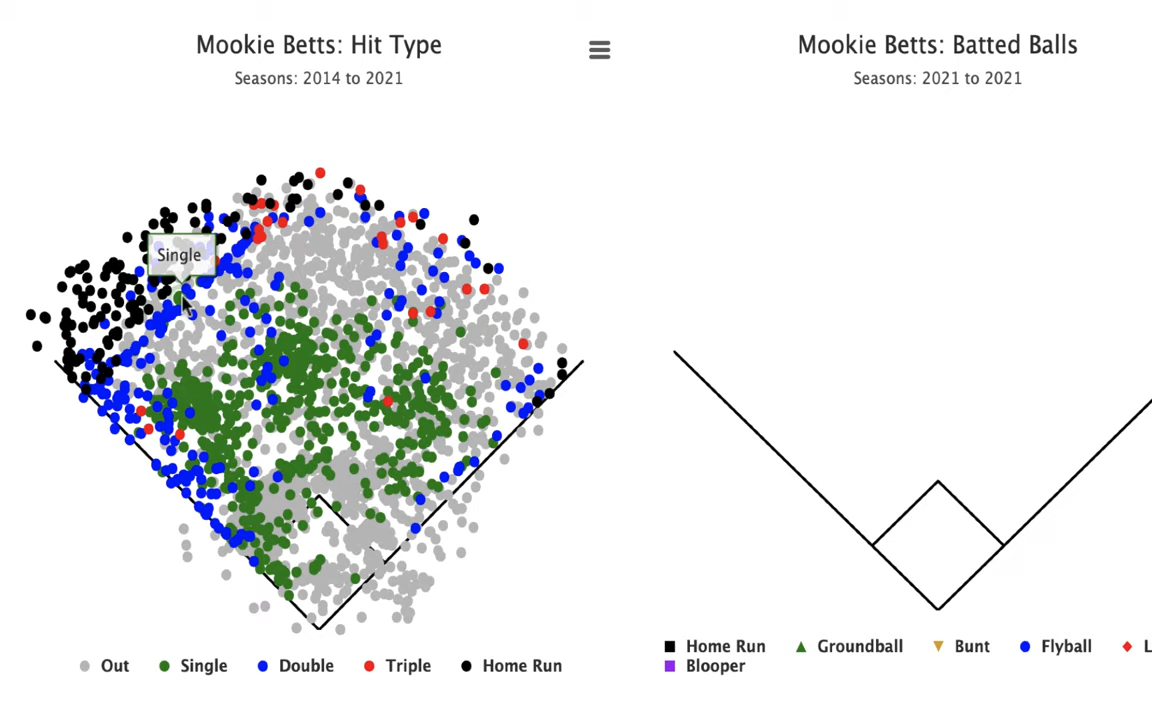 Mookie Betts: Hit Type
Seasons: 2014 to 2021
Single
Out Single Double Triple Home Run
Mookie Betts: Batted Balls
Seasons: 2021 to 2021
Home Run Groundball Bunt Flyball L
Blooper